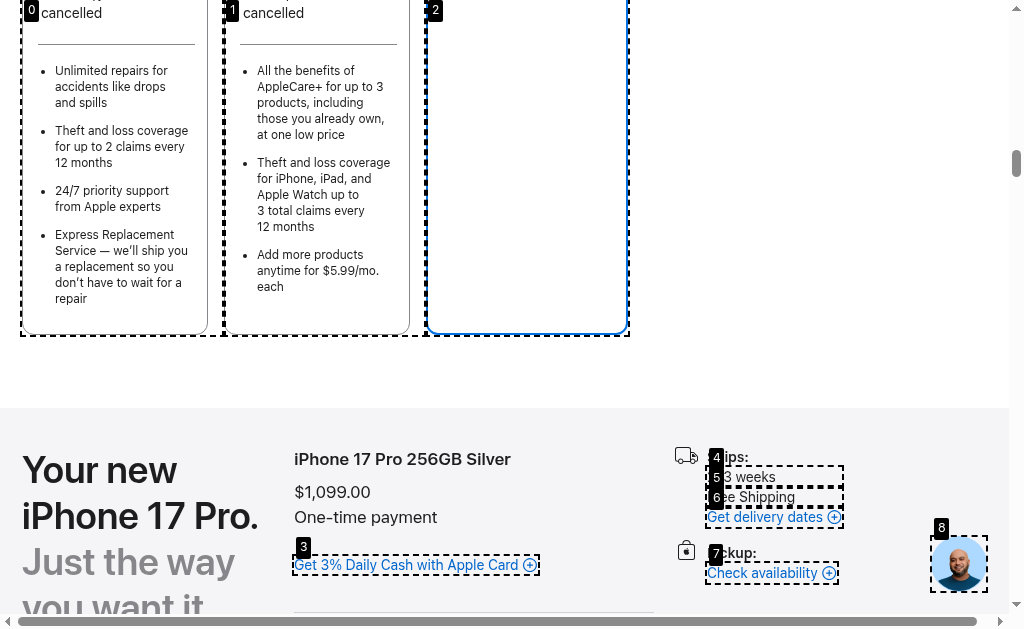 cancelled
Unlimited repairs for
accidents like drops
and spills
Theft and loss coverage
for up to 2 claims every
12 months
24/7 priority support
from Apple experts
Express Replacement
Service — we’ll ship you
a replacement so you
don’t have to wait for a
repair
cancelled
All the benefits of
AppleCare+ for up to 3
products, including
those you already own,
at one low price
Theft and loss coverage
for iPhone, iPad, and
Apple Watch up to
3 total claims every
12 months
Add more products
anytime for $5.99/mo.
each
0
1
2
Your new
iPhone 17 Pro.
Just the way
you want it
iPhone 17 Pro 256GB Silver
$1,099.00
One-time payment
3
Get 3% Daily Cash with Apple Card
4
5
3 weeks
6
Shipping
Get delivery dates
7
Check availability
8